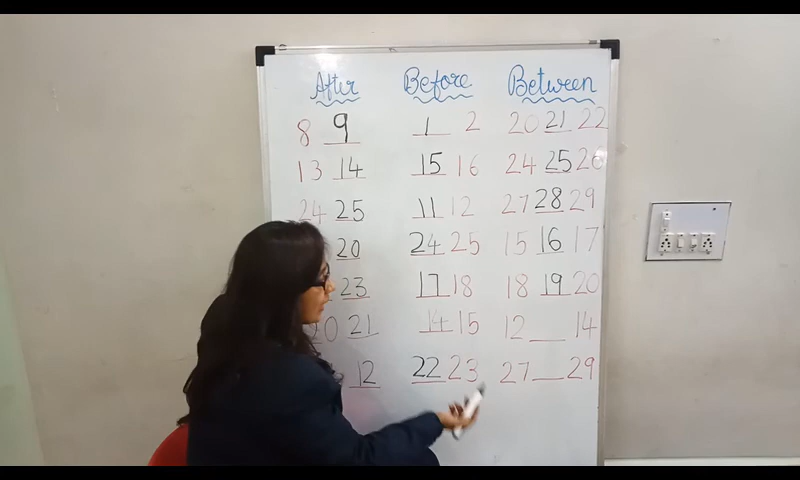 After Before Between
8 9 1 2 20 21 22
13 14 15 16 24 25 26
24 25 11 12 27 28 29
20 24 25 15 16 17
23 17 18 18 19 20
20 21 14 15 12 __ 14
12 22 23 27 __ 29